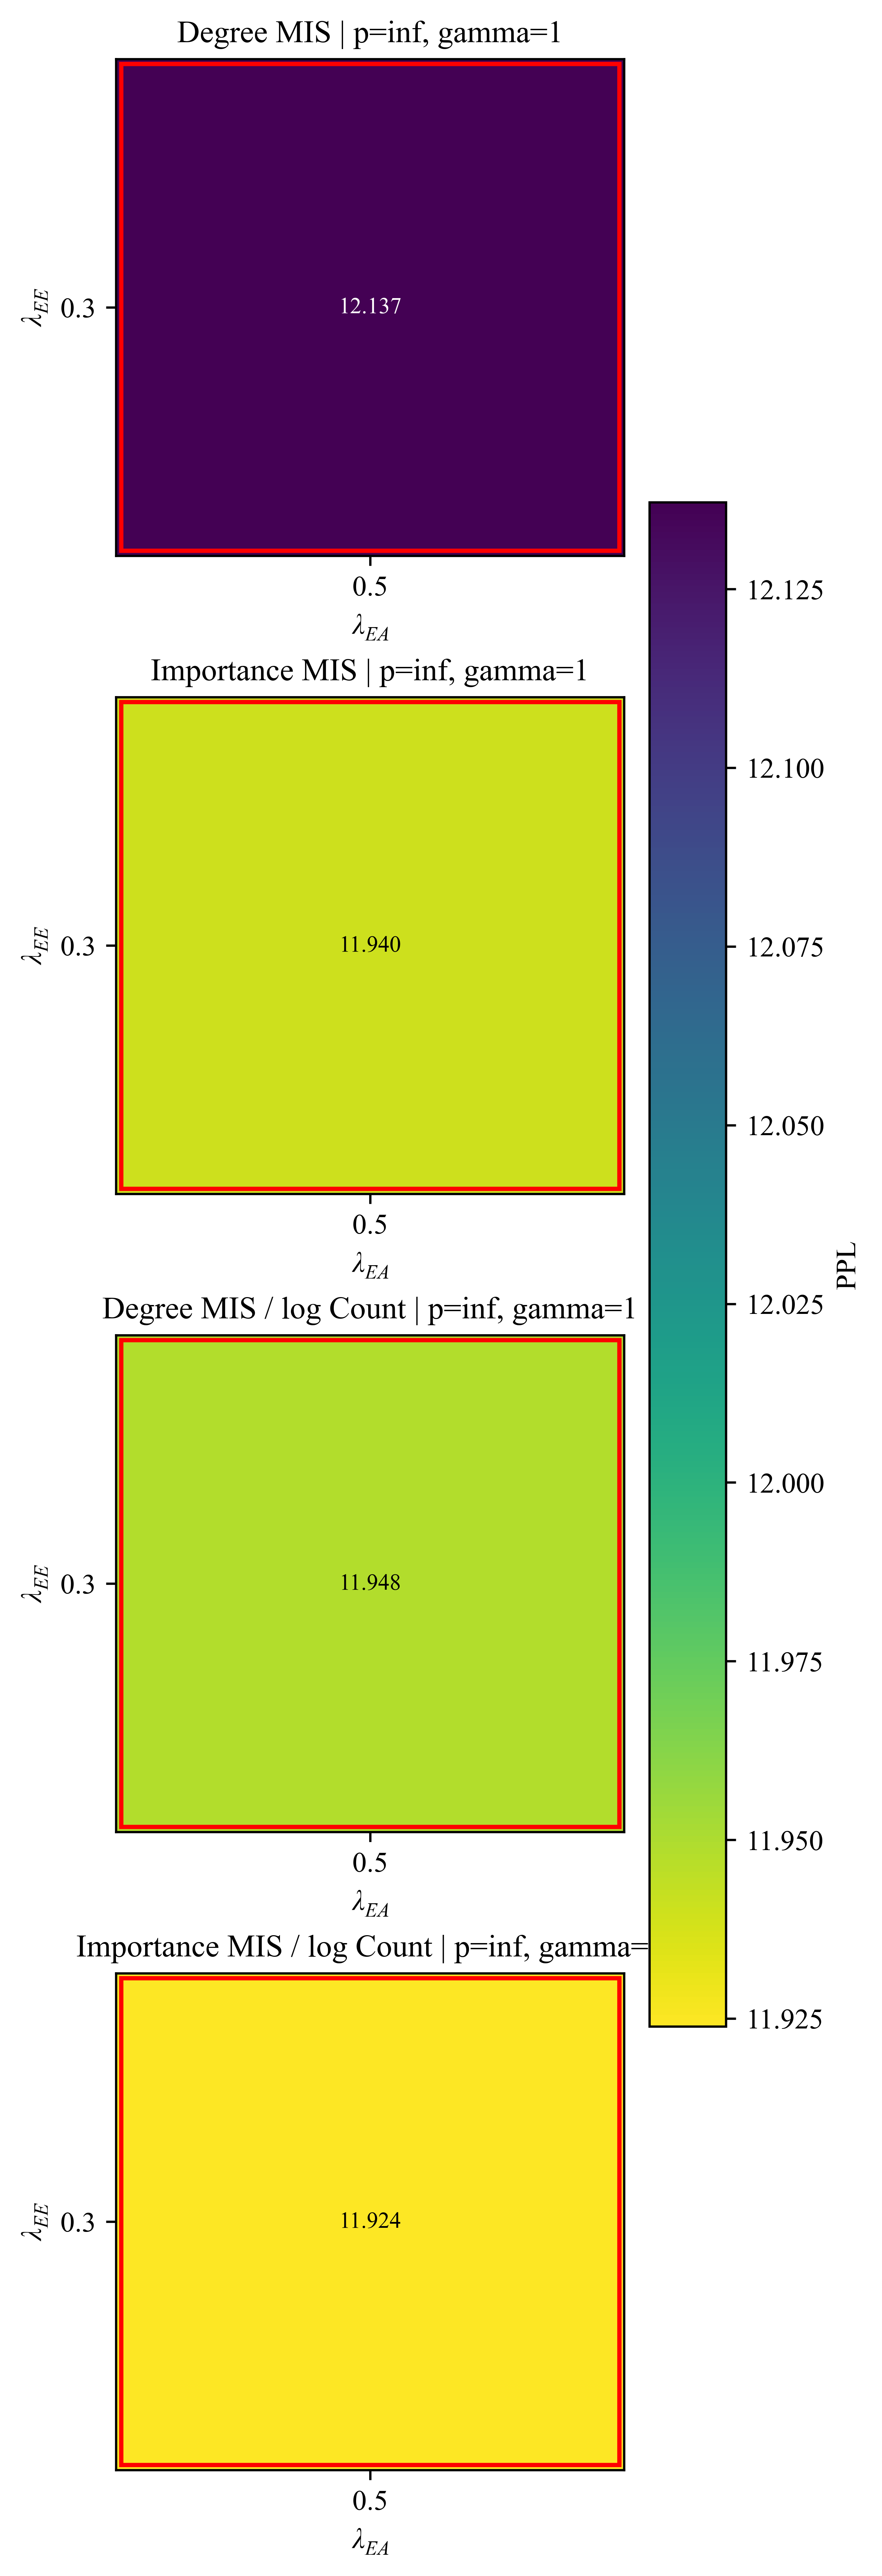 Degree MIS | p=inf, gamma=1
λEE
0.3
12.137
0.5
λEA
Importance MIS | p=inf, gamma=1
λEE
0.3
11.940
0.5
λEA
Degree MIS / log Count | p=inf, gamma=1
λEE
0.3
11.948
0.5
λEA
Importance MIS / log Count | p=inf, gamma=
λEE
0.3
11.924
0.5
λEA
12.125
12.100
12.075
12.050
12.025
12.000
11.975
11.950
11.925
PPL